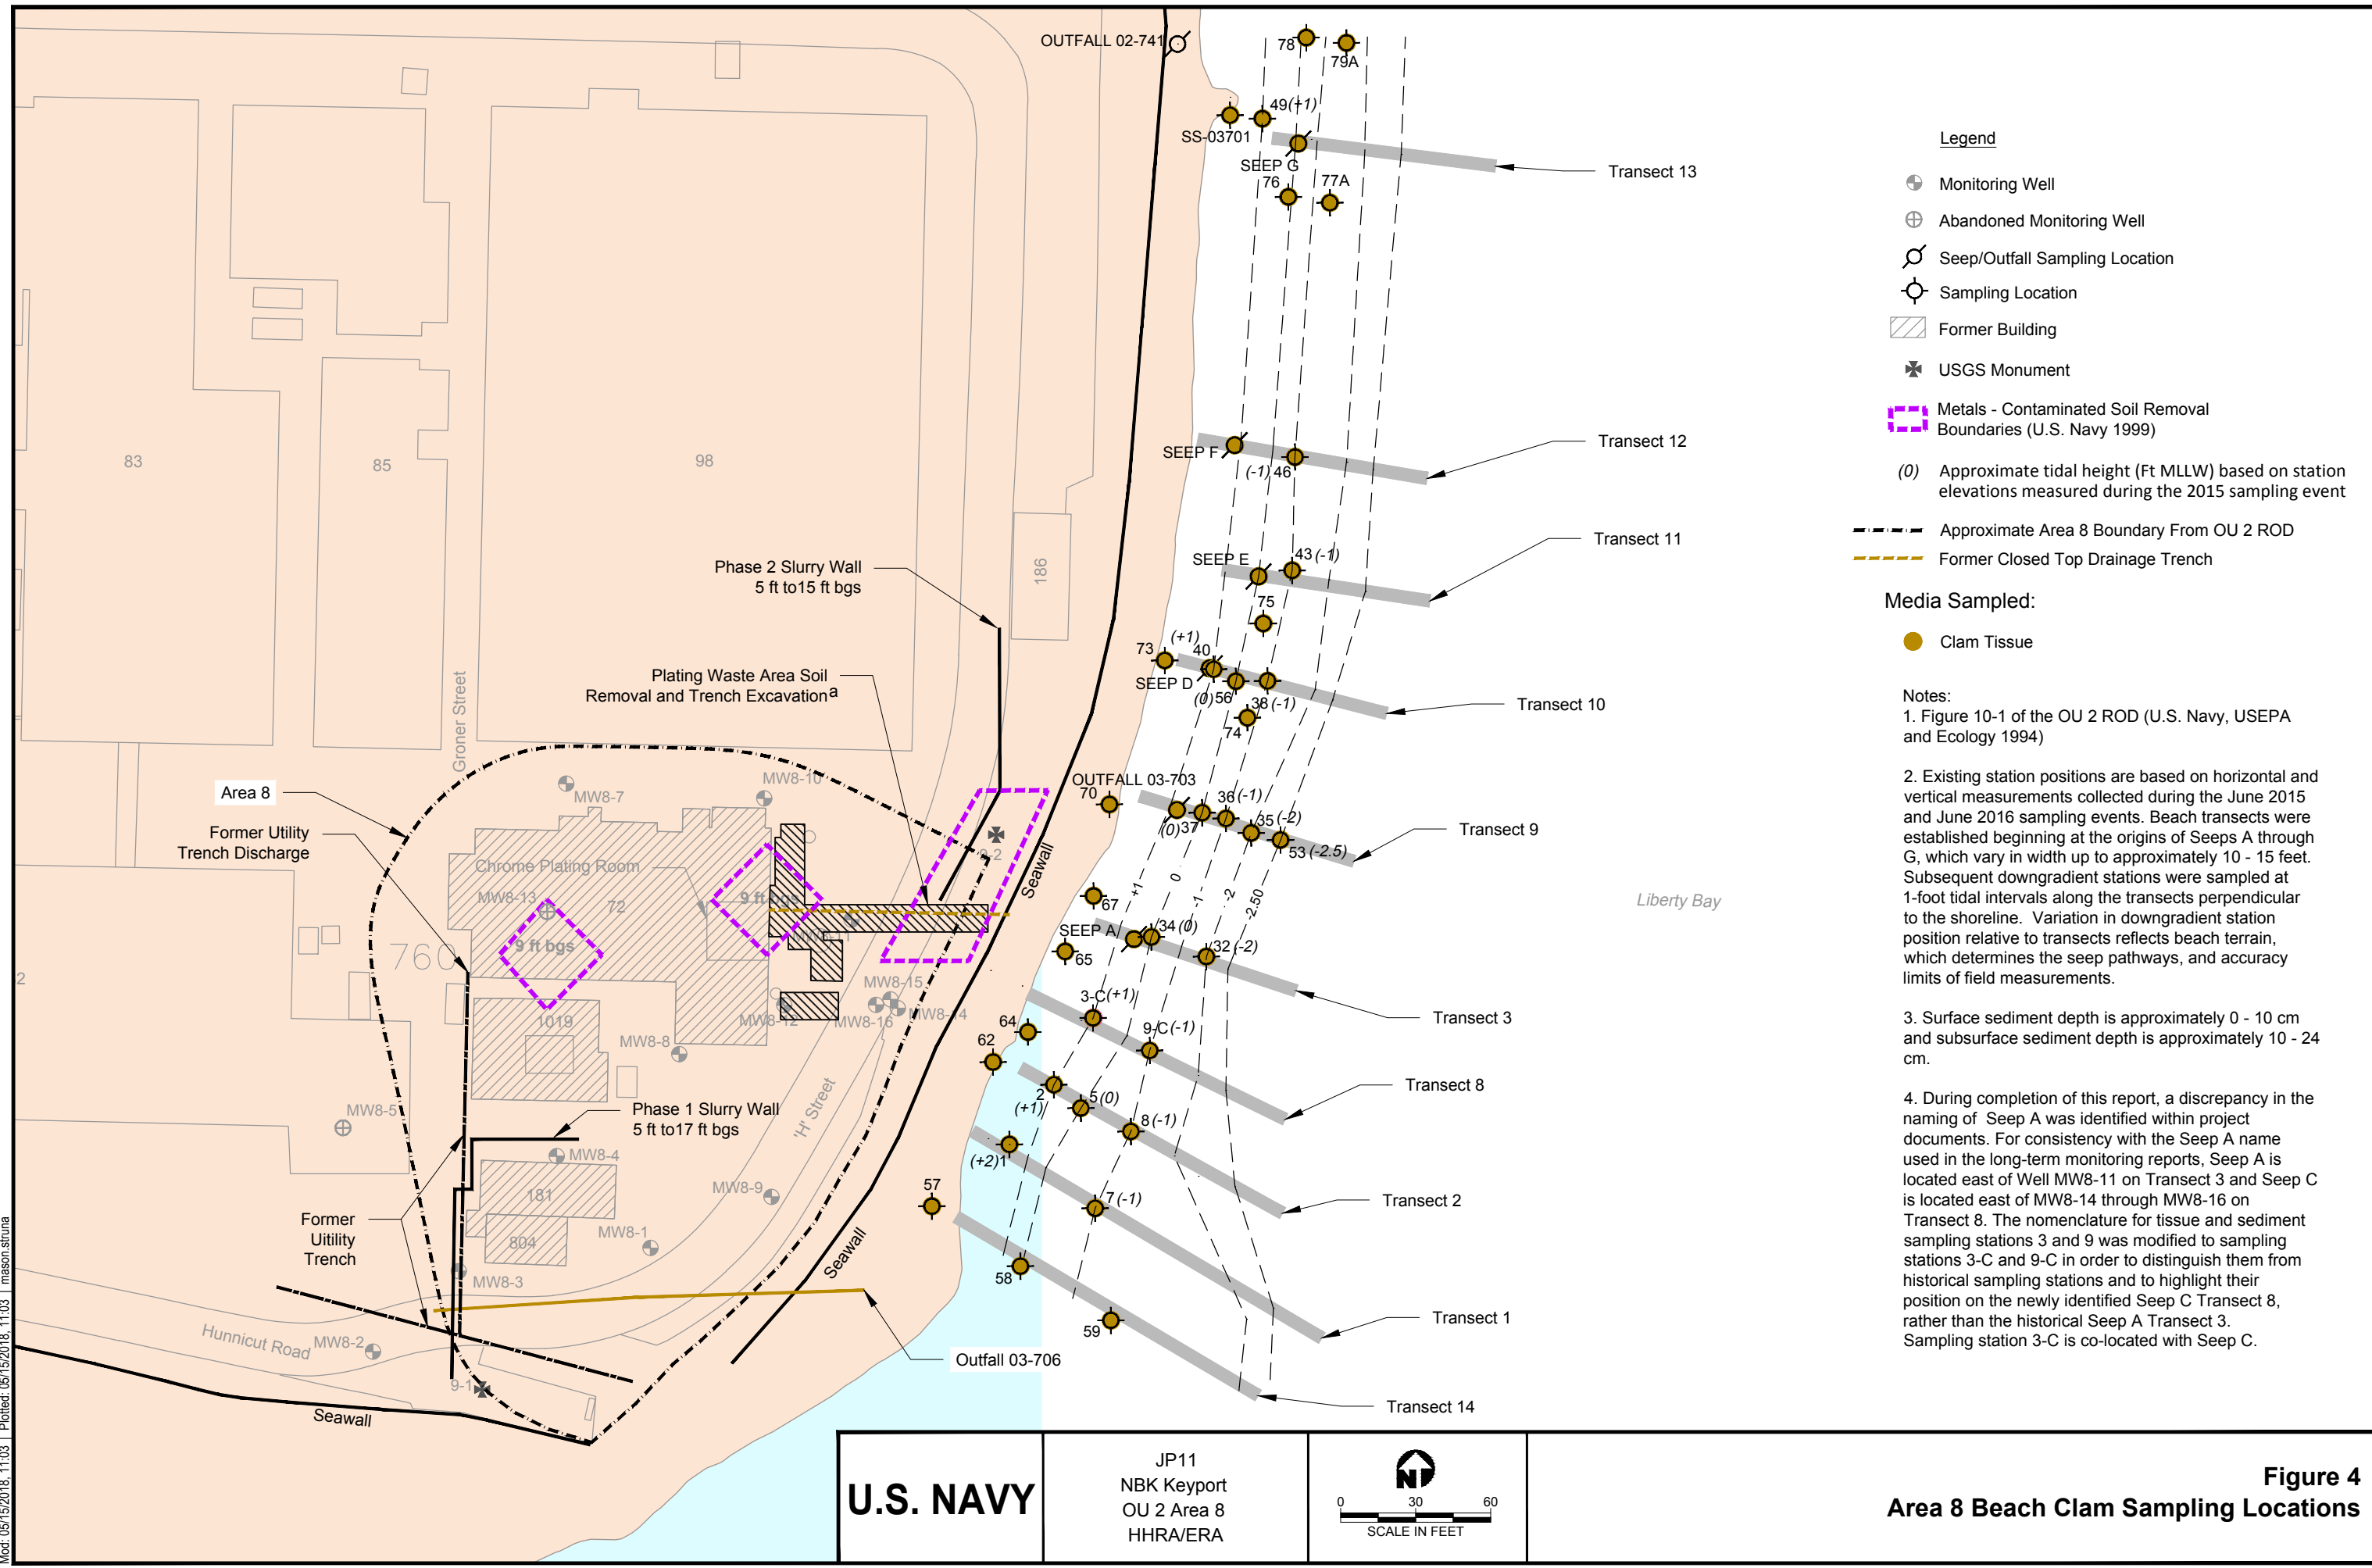 OUTFALL 02-741
78
79A
49(+1)
SS-03701
SEEP G
76
77A
Transect 13
SEEP F
(-1) 46
Transect 12
SEEP E
43(-1)
Transect 11
75
73
(+1)
40
SEEP D
(0)56
38(-1)
74
Transect 10
OUTFALL 03-703
70
36(-1)
(0)37
35(-2)
53(-2.5)
Transect 9
+1
0
-1
-2
-2.50
67
SEEP A
34(0)
65
32(-2)
Transect 3
3-C(+1)
64
9-C(-1)
62
Transect 8
2
(+1)
5(0)
8(-1)
Transect 2
(+2)1
57
7(-1)
58
59
Transect 1
Transect 14
Liberty Bay
83
85
98
186
Groner Street
Phase 2 Slurry Wall
5 ft to15 ft bgs
Plating Waste Area Soil
Removal and Trench Excavationa
Area 8
Former Utility
Trench Discharge
MW8-7
MW8-10
Chrome Plating Room
MW8-13
72
9 ft bgs
9 ft bgs
760
2
9-2
Seawall
MW8-15
MW8-12
MW8-16
MW8-14
1019
MW8-8
MW8-5
Phase 1 Slurry Wall
5 ft to17 ft bgs
'H' Street
MW8-4
181
MW8-9
804
MW8-1
MW8-3
Former
Uitility
Trench
Seawall
Hunnicut Road
MW8-2
9-1
Seawall
Outfall 03-706
Legend
Monitoring Well
Abandoned Monitoring Well
Seep/Outfall Sampling Location
Sampling Location
Former Building
USGS Monument
Metals - Contaminated Soil Removal
Boundaries (U.S. Navy 1999)
(0) Approximate tidal height (Ft MLLW) based on station
elevations measured during the 2015 sampling event
Approximate Area 8 Boundary From OU 2 ROD
Former Closed Top Drainage Trench
Media Sampled:
Clam Tissue
Notes:
1. Figure 10-1 of the OU 2 ROD (U.S. Navy, USEPA
and Ecology 1994)
2. Existing station positions are based on horizontal and
vertical measurements collected during the June 2015
and June 2016 sampling events. Beach transects were
established beginning at the origins of Seeps A through
G, which vary in width up to approximately 10 - 15 feet.
Subsequent downgradient stations were sampled at
1-foot tidal intervals along the transects perpendicular
to the shoreline. Variation in downgradient station
position relative to transects reflects beach terrain,
which determines the seep pathways, and accuracy
limits of field measurements.
3. Surface sediment depth is approximately 0 - 10 cm
and subsurface sediment depth is approximately 10 - 24
cm.
4. During completion of this report, a discrepancy in the
naming of Seep A was identified within project
documents. For consistency with the Seep A name
used in the long-term monitoring reports, Seep A is
located east of Well MW8-11 on Transect 3 and Seep C
is located east of MW8-14 through MW8-16 on
Transect 8. The nomenclature for tissue and sediment
sampling stations 3 and 9 was modified to sampling
stations 3-C and 9-C in order to distinguish them from
historical sampling stations and to highlight their
position on the newly identified Seep C Transect 8,
rather than the historical Seep A Transect 3.
Sampling station 3-C is co-located with Seep C.
Mod: 05/15/2018, 11:03 | Plotted: 05/15/2018, 11:03 | mason.struna
U.S. NAVY
JP11
NBK Keyport
OU 2 Area 8
HHRA/ERA
N
0 30 60
SCALE IN FEET
Figure 4
Area 8 Beach Clam Sampling Locations